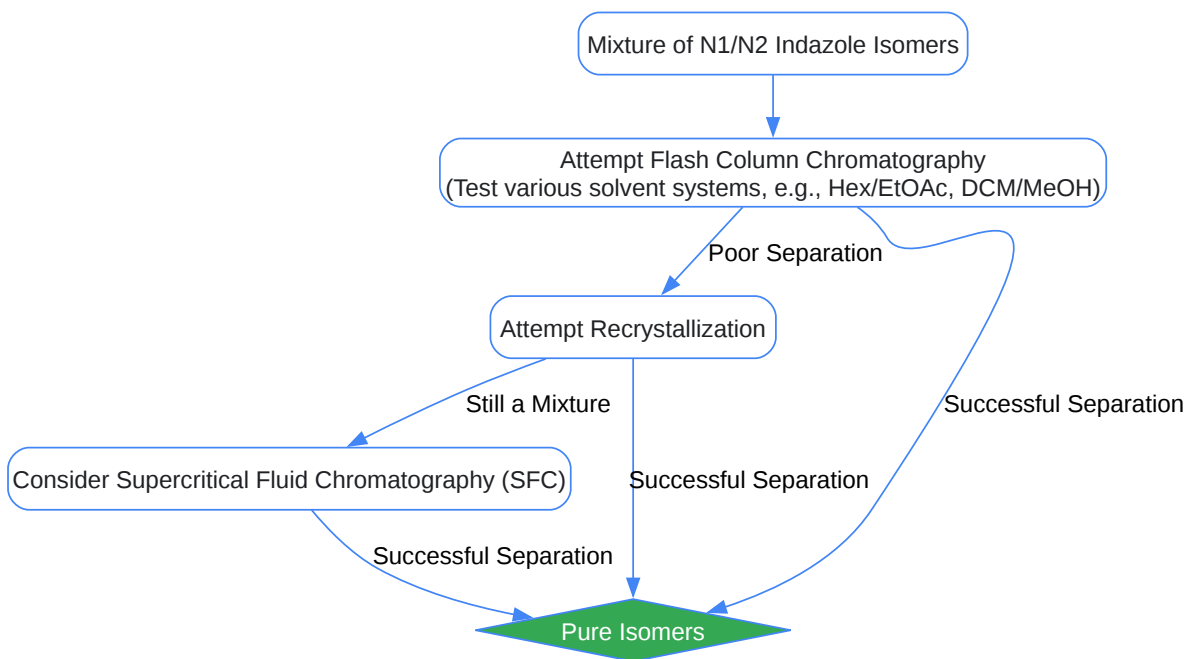 Mixture of N1/N2 Indazole Isomers
Attempt Flash Column Chromatography
(Test various solvent systems, e.g., Hex/EtOAc, DCM/MeOH)
Poor Separation
Attempt Recrystallization
Still a Mixture
Successful Separation
Consider Supercritical Fluid Chromatography (SFC)
Successful Separation
Successful Separation
Pure Isomers